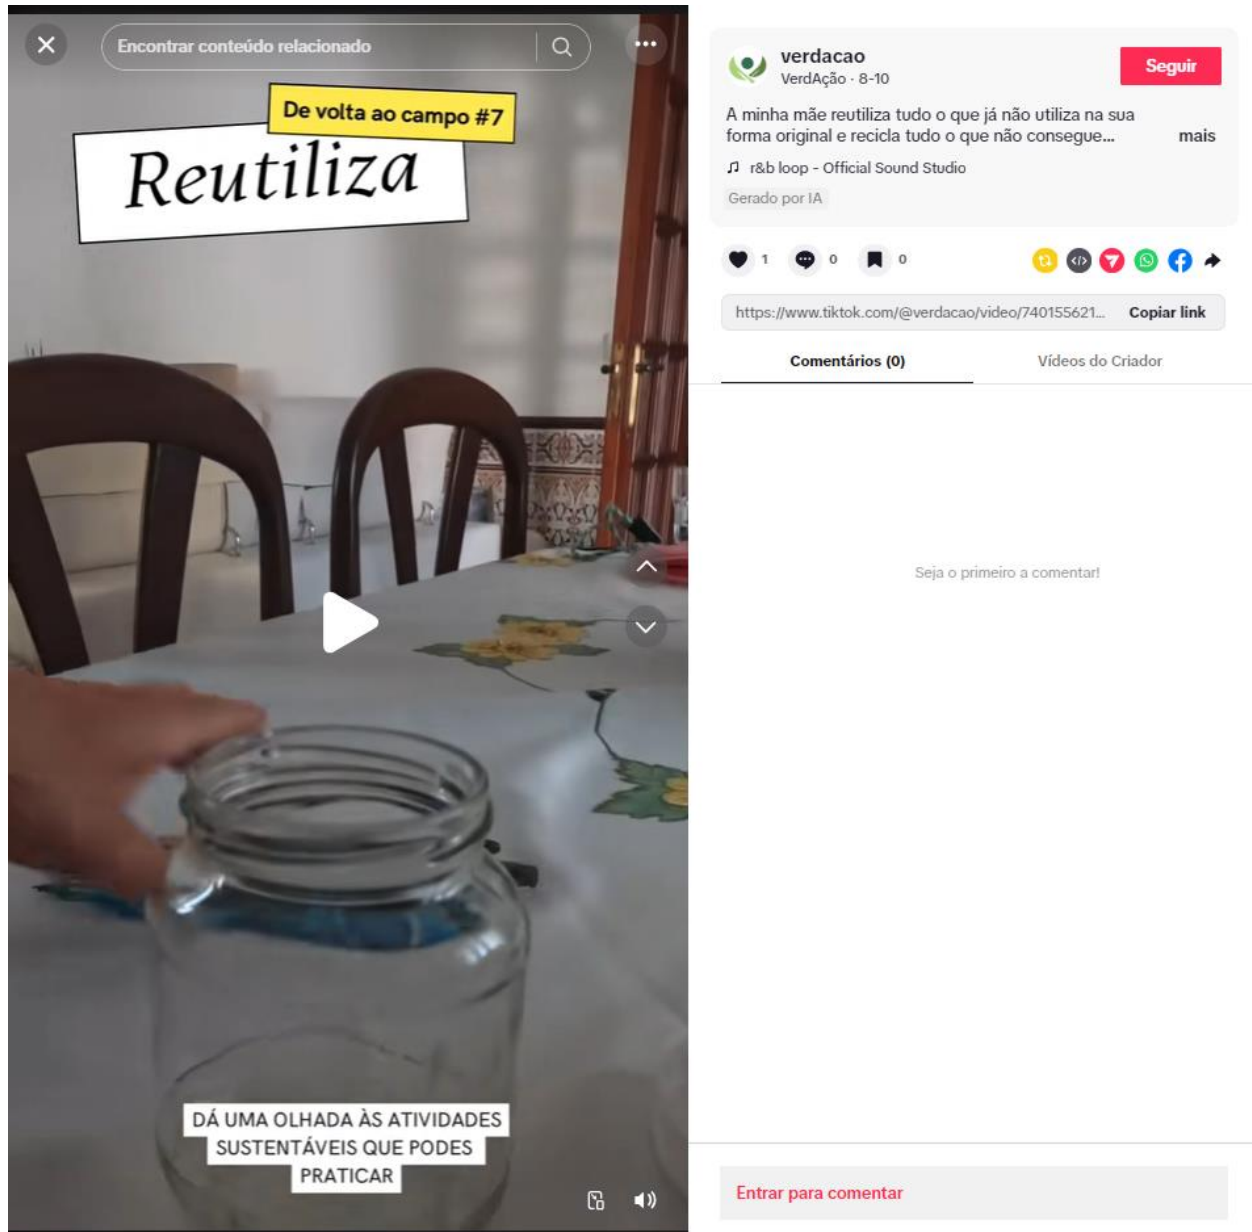 Encontrar conteúdo relacionado
De volta ao campo #7
Reutiliza
DÁ UMA OLHADA ÀS ATIVIDADES
SUSTENTÁVEIS QUE PODES
PRATICAR
verdacao
VerdAção · 8-10
Seguir
A minha mãe reutiliza tudo o que já não utiliza na sua
forma original e recicla tudo o que não consegue... mais
r&b loop - Official Sound Studio
Gerado por IA
1 0 0
https://www.tiktok.com/@verdacao/video/740155621... Copiar link
Comentários (0) Vídeos do Criador
Seja o primeiro a comentar!
Entrar para comentar